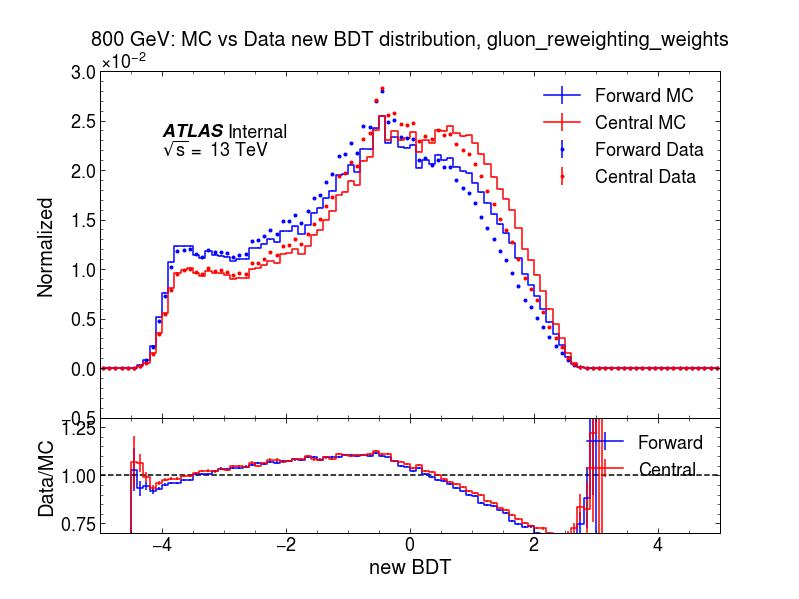 800 GeV: MC vs Data new BDT distribution, gluon_reweighting_weights
×10⁻²
3.0
2.5
2.0
1.5
1.0
0.5
0.0
0.5
Normalized
ATLAS Internal
√s = 13 TeV
Forward MC
Central MC
Forward Data
Central Data
1.25
1.00
0.75
Data/MC
Forward
Central
−4 −2 0 2 4
new BDT